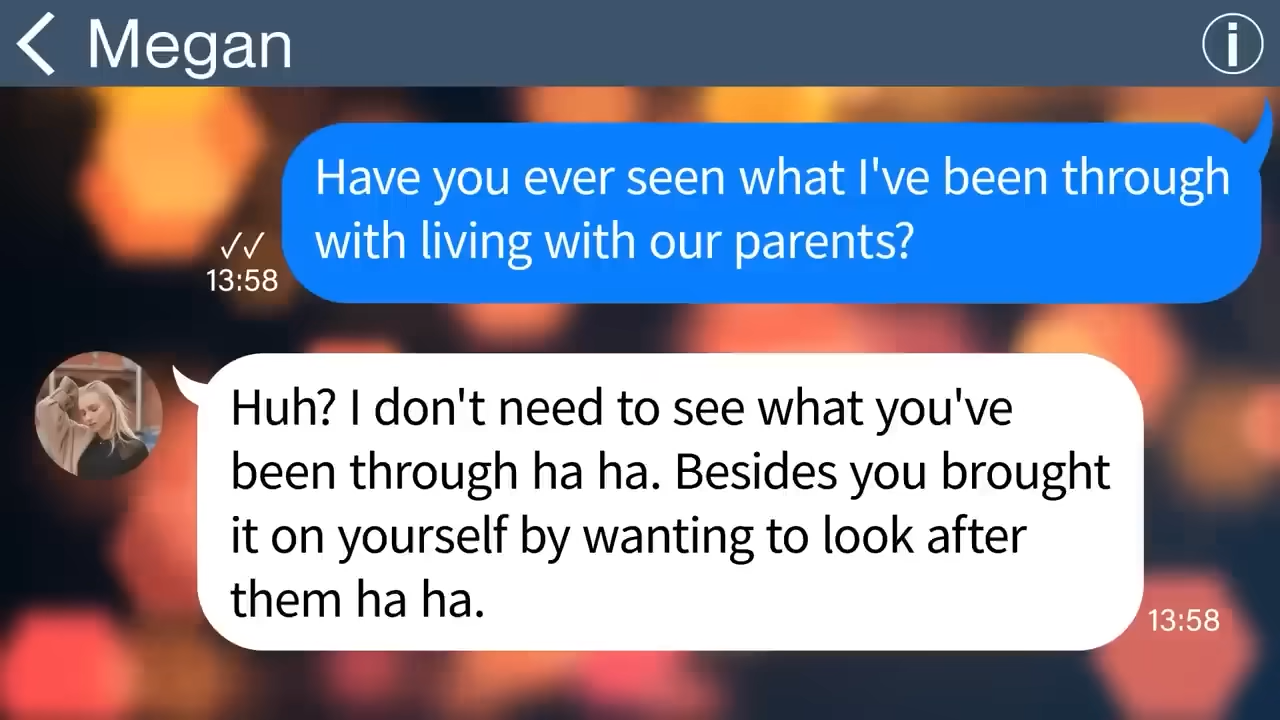 Megan
i
Have you ever seen what I've been through
with living with our parents?
✓✓
13:58
Huh? I don't need to see what you've
been through ha ha. Besides you brought
it on yourself by wanting to look after
them ha ha.
13:58